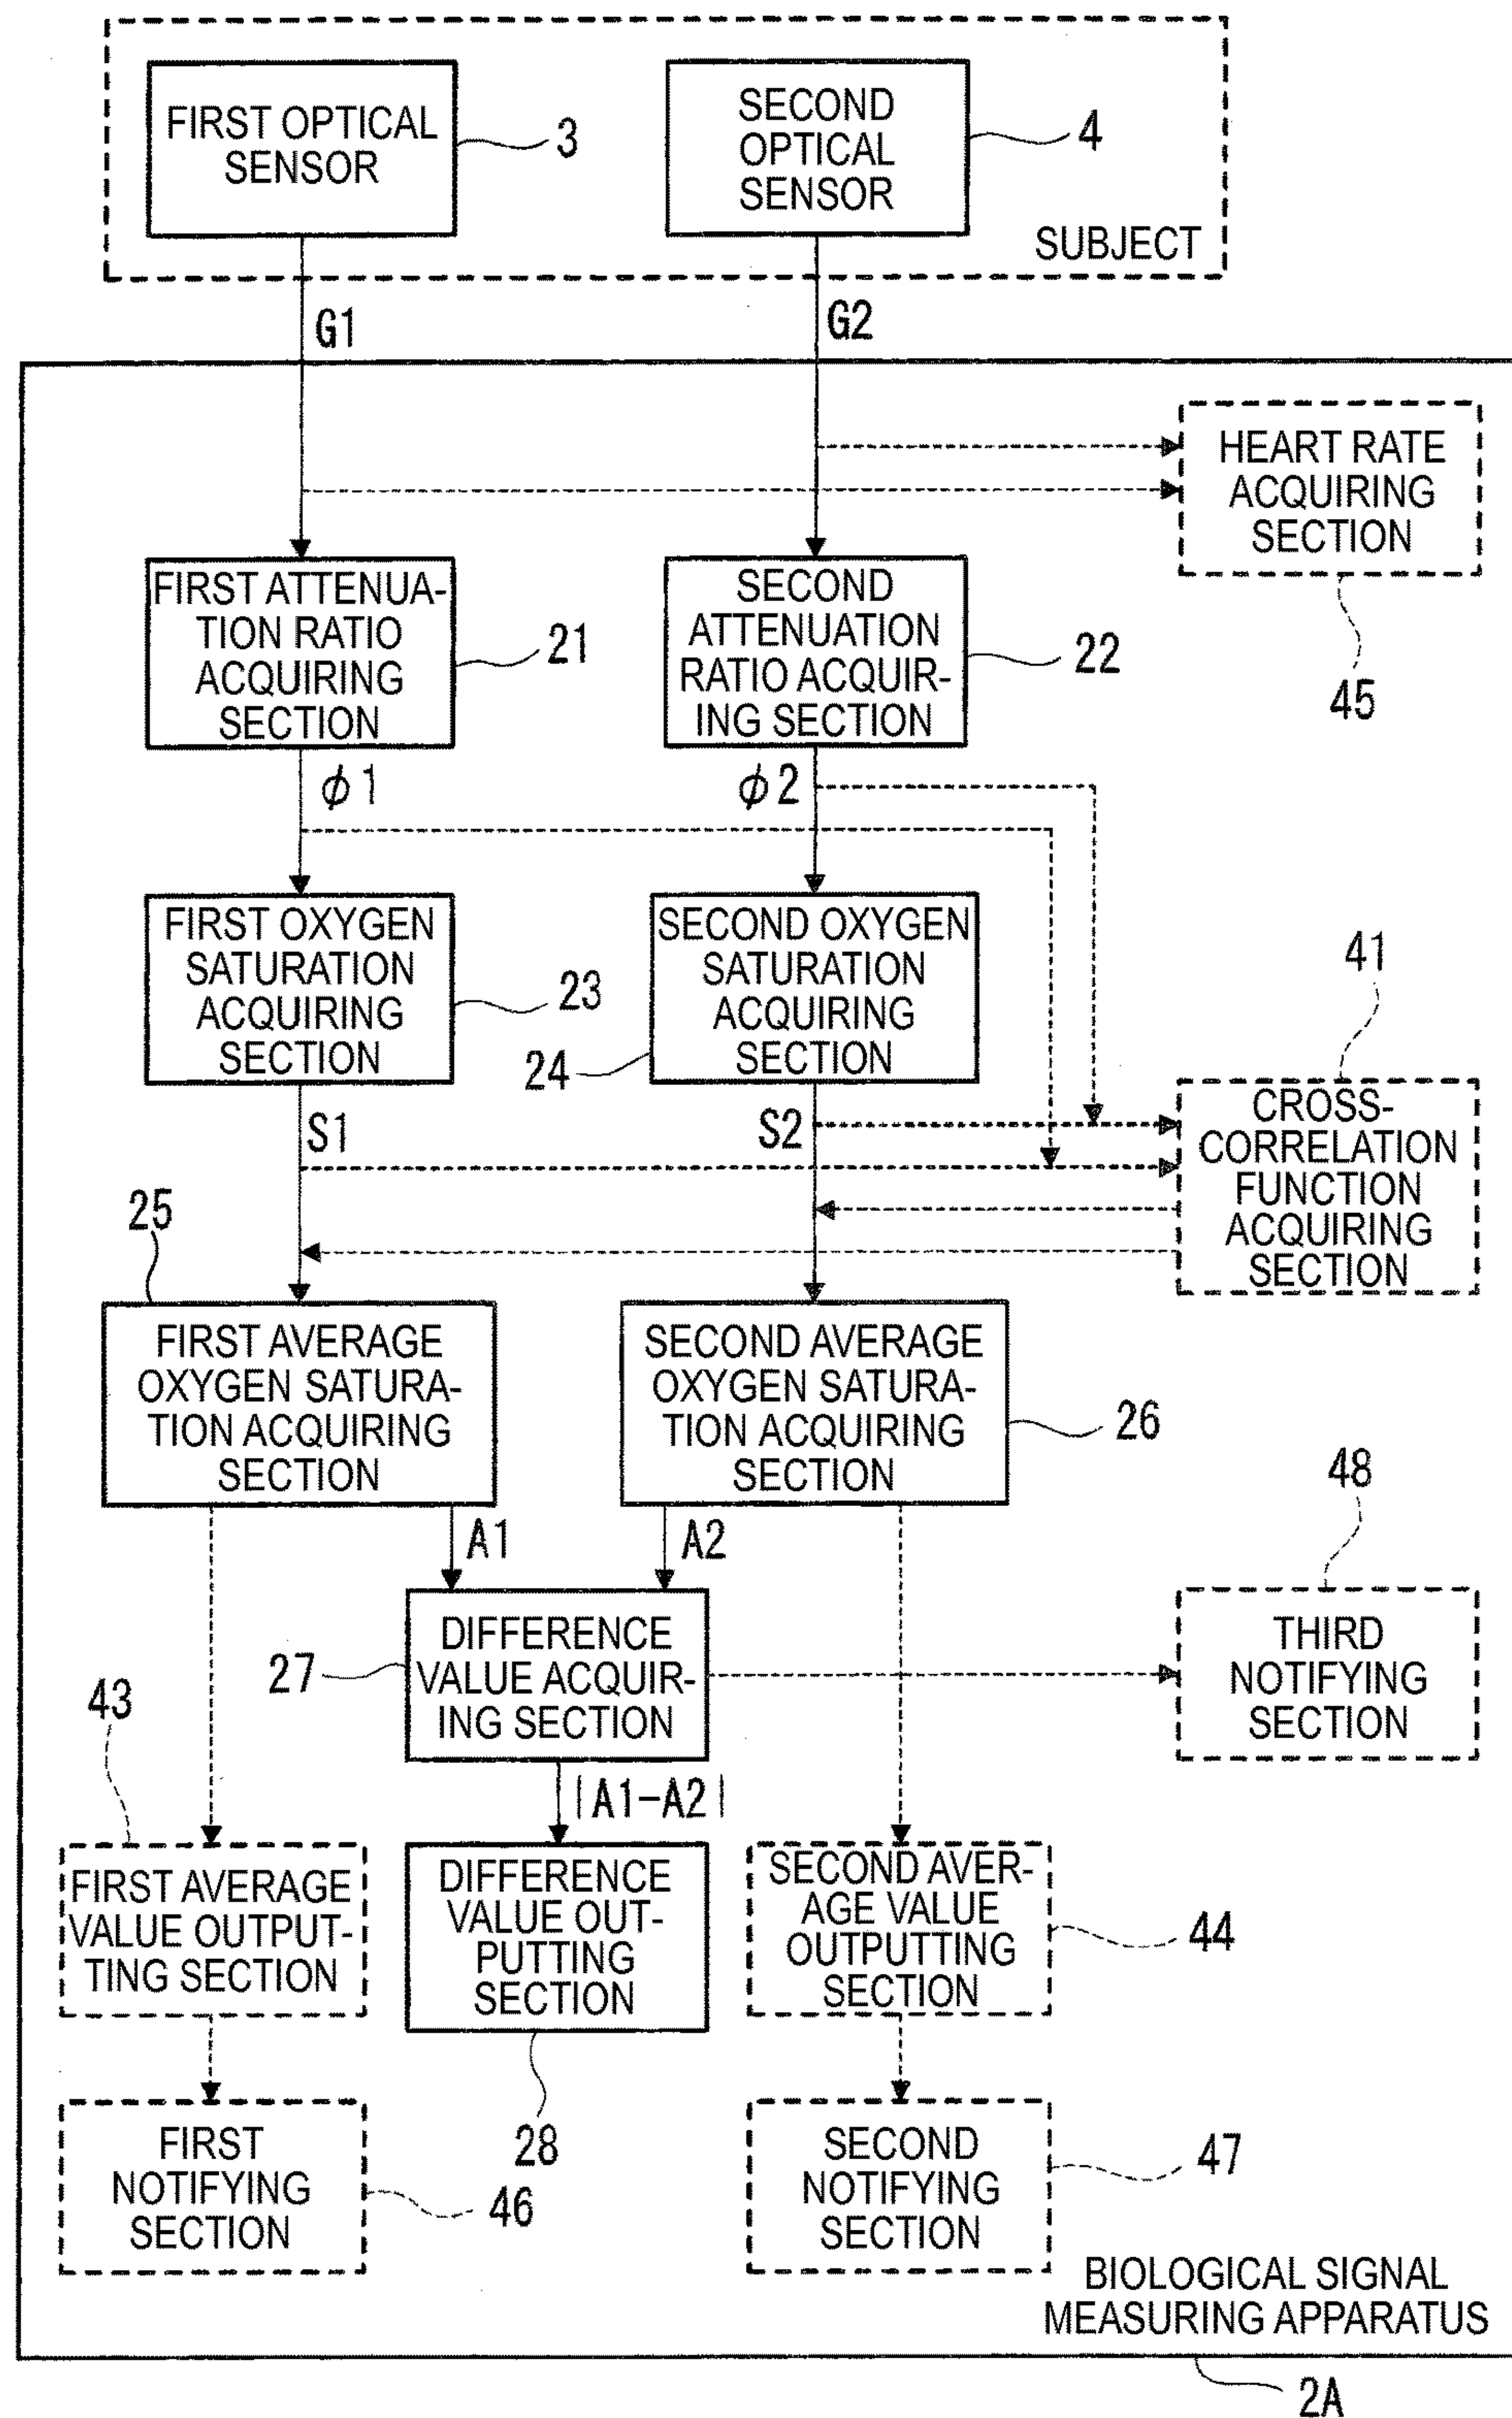 FIRST OPTICAL
SENSOR
3
SECOND
OPTICAL
SENSOR
4
SUBJECT
G1
G2
HEART RATE
ACQUIRING
SECTION
45
FIRST ATTENUA-
TION RATIO
ACQUIRING
SECTION
21
SECOND
ATTENUATION
RATIO ACQUIR-
ING SECTION
22
φ1
φ2
FIRST OXYGEN
SATURATION
ACQUIRING
SECTION
23
SECOND OXYGEN
SATURATION
ACQUIRING
SECTION
24
41
CROSS-
CORRELATION
FUNCTION
ACQUIRING
SECTION
S1
S2
25
FIRST AVERAGE
OXYGEN SATURA-
TION ACQUIRING
SECTION
SECOND AVERAGE
OXYGEN SATURA-
TION ACQUIRING
SECTION
26
A1
A2
48
THIRD
NOTIFYING
SECTION
27
DIFFERENCE
VALUE ACQUIR-
ING SECTION
|A1-A2|
43
FIRST AVERAGE
VALUE OUTPUT-
TING SECTION
DIFFERENCE
VALUE OUT-
PUTTING
SECTION
28
SECOND AVER-
AGE VALUE
OUTPUTTING
SECTION
44
FIRST
NOTIFYING
SECTION
46
SECOND
NOTIFYING
SECTION
47
BIOLOGICAL SIGNAL
MEASURING APPARATUS
2A